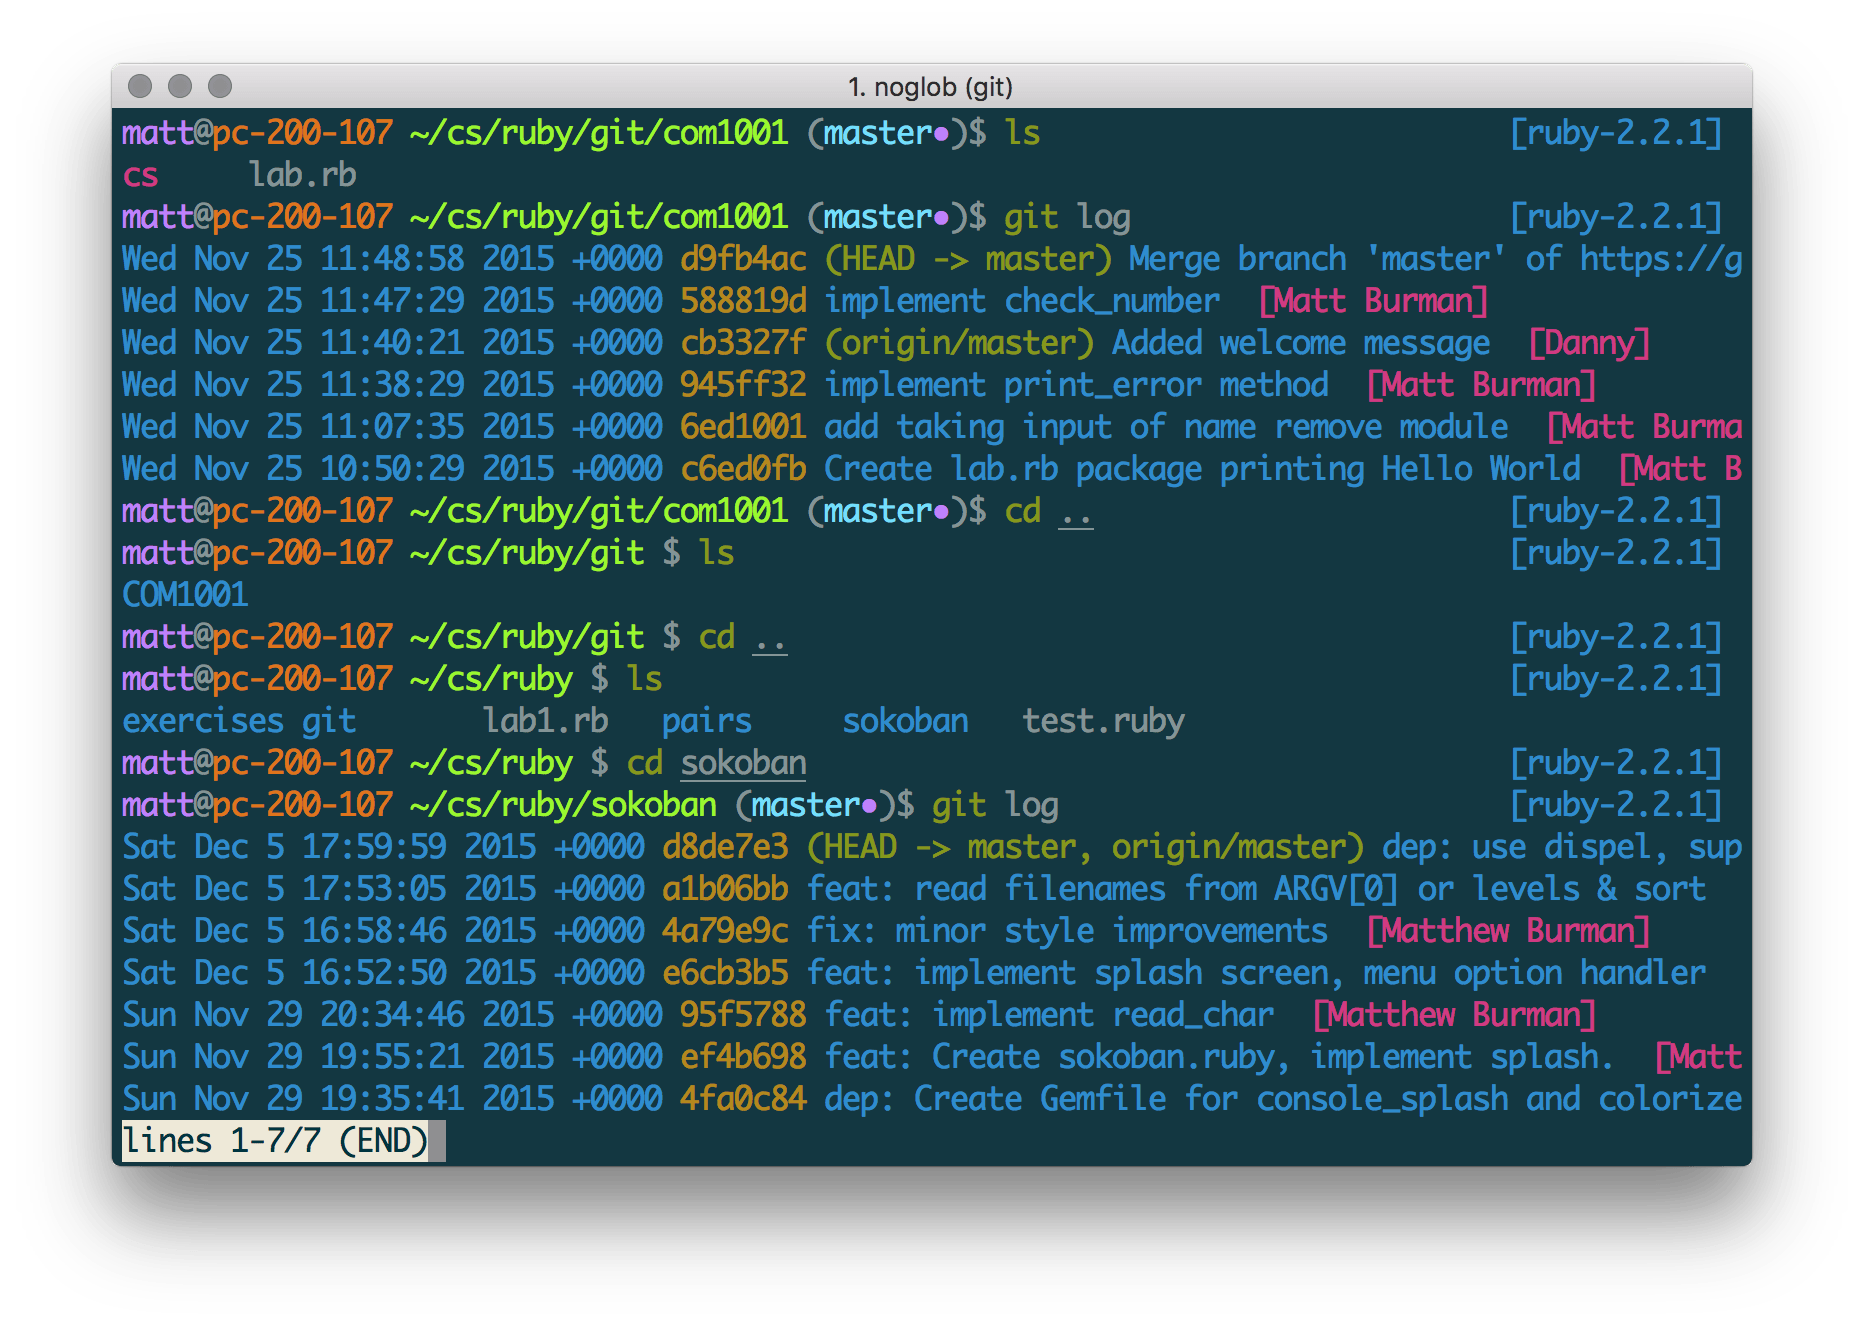 1. noglob (git)
matt@pc-200-107 ~/cs/ruby/git/com1001 (master•)$ ls [ruby-2.2.1]
cs lab.rb
matt@pc-200-107 ~/cs/ruby/git/com1001 (master•)$ git log [ruby-2.2.1]
Wed Nov 25 11:48:58 2015 +0000 d9fb4ac (HEAD -> master) Merge branch 'master' of https://g
Wed Nov 25 11:47:29 2015 +0000 588819d implement check_number [Matt Burman]
Wed Nov 25 11:40:21 2015 +0000 cb3327f (origin/master) Added welcome message [Danny]
Wed Nov 25 11:38:29 2015 +0000 945ff32 implement print_error method [Matt Burman]
Wed Nov 25 11:07:35 2015 +0000 6ed1001 add taking input of name remove module [Matt Burma
Wed Nov 25 10:50:29 2015 +0000 c6ed0fb Create lab.rb package printing Hello World [Matt B
matt@pc-200-107 ~/cs/ruby/git/com1001 (master•)$ cd .. [ruby-2.2.1]
matt@pc-200-107 ~/cs/ruby/git $ ls [ruby-2.2.1]
COM1001
matt@pc-200-107 ~/cs/ruby/git $ cd .. [ruby-2.2.1]
matt@pc-200-107 ~/cs/ruby $ ls [ruby-2.2.1]
exercises git lab1.rb pairs sokoban test.ruby
matt@pc-200-107 ~/cs/ruby $ cd sokoban [ruby-2.2.1]
matt@pc-200-107 ~/cs/ruby/sokoban (master•)$ git log [ruby-2.2.1]
Sat Dec 5 17:59:59 2015 +0000 d8de7e3 (HEAD -> master, origin/master) dep: use dispel, sup
Sat Dec 5 17:53:05 2015 +0000 a1b06bb feat: read filenames from ARGV[0] or levels & sort
Sat Dec 5 16:58:46 2015 +0000 4a79e9c fix: minor style improvements [Matthew Burman]
Sat Dec 5 16:52:50 2015 +0000 e6cb3b5 feat: implement splash screen, menu option handler
Sun Nov 29 20:34:46 2015 +0000 95f5788 feat: implement read_char [Matthew Burman]
Sun Nov 29 19:55:21 2015 +0000 ef4b698 feat: Create sokoban.ruby, implement splash. [Matt
Sun Nov 29 19:35:41 2015 +0000 4fa0c84 dep: Create Gemfile for console_splash and colorize
lines 1-7/7 (END)